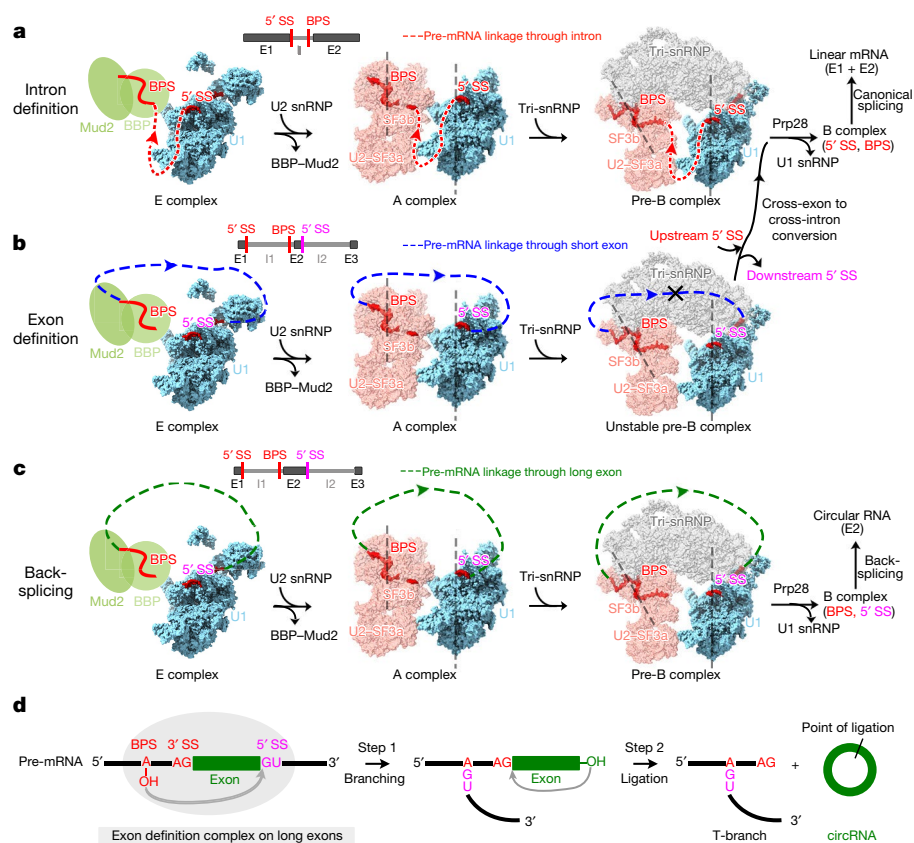 a
5′ SS BPS
E1 I E2
Pre-mRNA linkage through intron
Intron
definition
Mud2
BBP
BPS
5′ SS
U1
E complex
U2 snRNP
BBP–Mud2
BPS
5′ SS
SF3b
U2–SF3a
U1
A complex
Tri-snRNP
Tri-snRNP
BPS
5′ SS
SF3b
U2–SF3a
U1
Pre-B complex
Prp28
U1 snRNP
Linear mRNA
(E1 + E2)
Canonical
splicing
B complex
(5′ SS, BPS)
Cross-exon to
cross-intron
conversion
Upstream 5′ SS
Downstream 5′ SS
b
5′ SS BPS 5′ SS
E1 I1 E2 I2 E3
Pre-mRNA linkage through short exon
Exon
definition
Mud2
BBP
BPS
5′ SS
U1
E complex
U2 snRNP
BBP–Mud2
BPS
5′ SS
SF3b
U2–SF3a
U1
A complex
Tri-snRNP
Tri-snRNP
BPS
5′ SS
SF3b
U2–SF3a
U1
Unstable pre-B complex
c
5′ SS BPS 5′ SS
E1 I1 E2 I2 E3
Pre-mRNA linkage through long exon
Back-
splicing
Mud2
BBP
BPS
5′ SS
U1
E complex
U2 snRNP
BBP–Mud2
BPS
5′ SS
SF3b
U2–SF3a
U1
A complex
Tri-snRNP
Tri-snRNP
BPS
5′ SS
SF3b
U2–SF3a
U1
Pre-B complex
Prp28
U1 snRNP
Circular RNA
(E2)
Back-
splicing
B complex
(BPS, 5′ SS)
d
BPS 3′ SS 5′ SS
Pre-mRNA 5′ A AG GU 3′
OH Exon
Exon definition complex on long exons
Step 1
Branching
5′ A AG Exon OH
G
U
3′
Step 2
Ligation
5′ A AG +
G
U
3′
T-branch
Point of ligation
circRNA